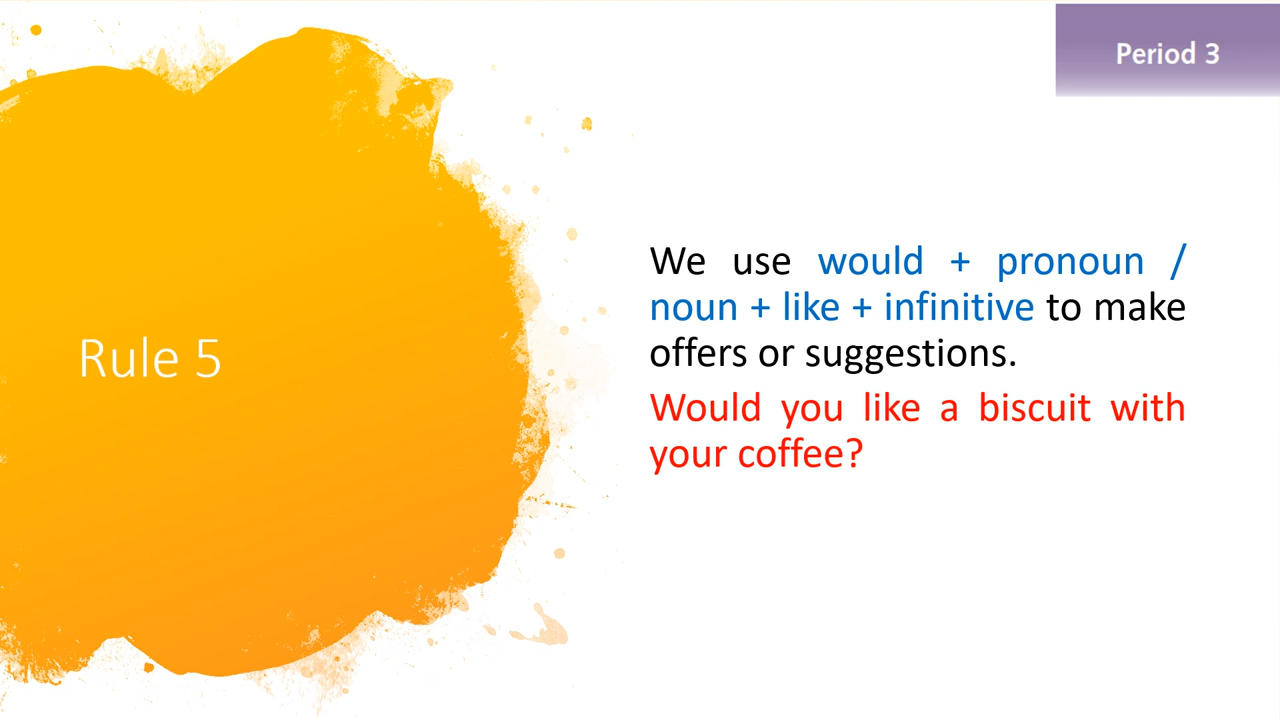 Period 3
Rule 5
We use would + pronoun /
noun + like + infinitive to make
offers or suggestions.
Would you like a biscuit with
your coffee?